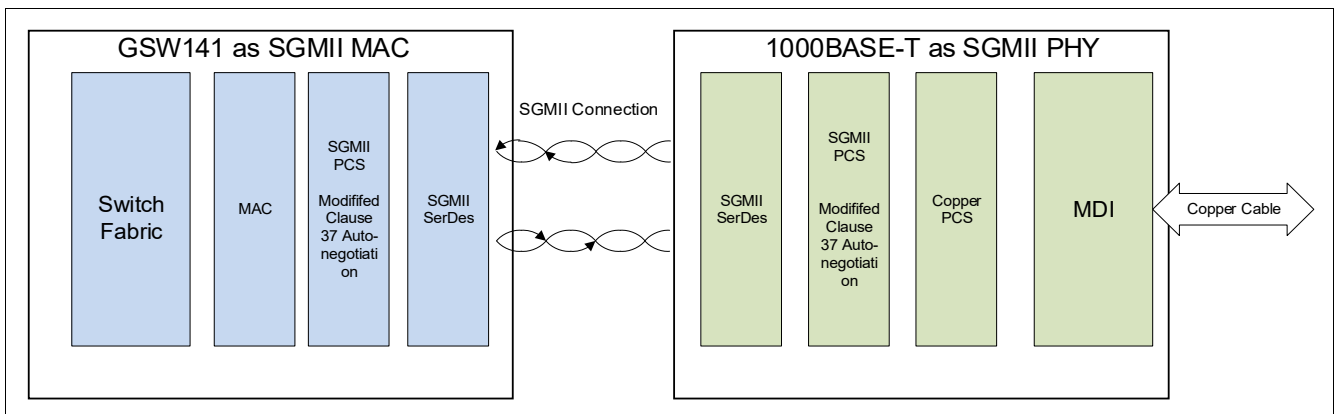 GSW141 as SGMII MAC
Switch
Fabric
MAC
SGMII
PCS
Modififed
Clause
37 Auto-
negotiati
on
SGMII
SerDes
SGMII Connection
1000BASE-T as SGMII PHY
SGMII
SerDes
SGMII
PCS
Modififed
Clause
37 Auto-
negotiati
on
Copper
PCS
MDI
Copper Cable